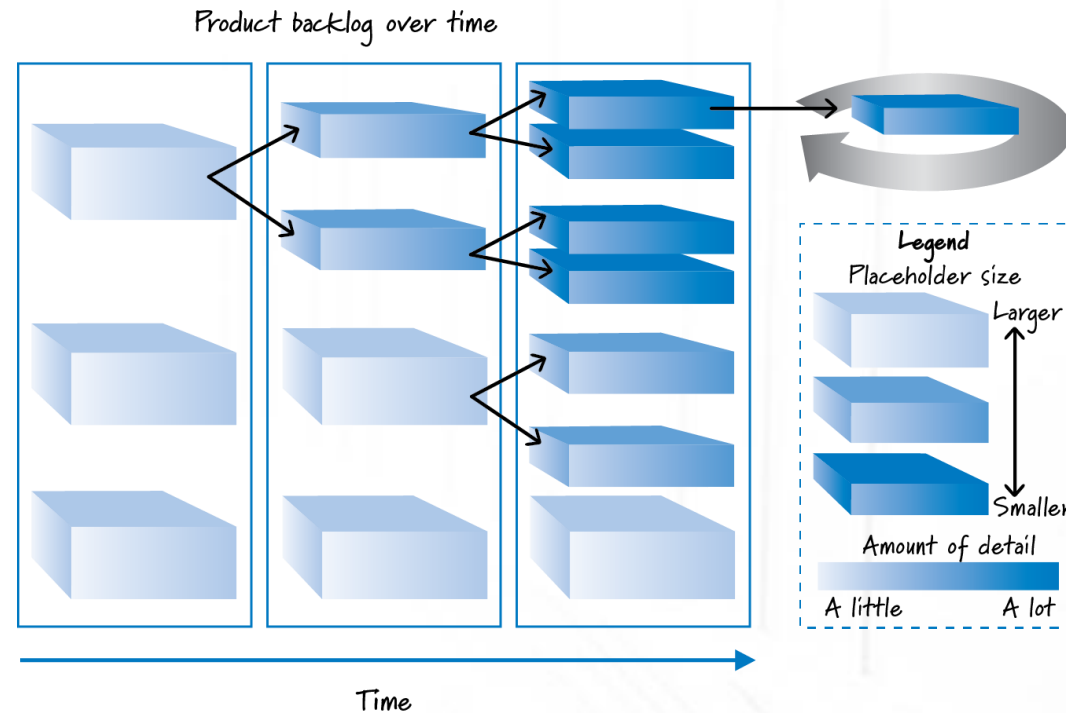 Product backlog over time
Legend
Placeholder size
Larger
Smaller
Amount of detail
A little
A lot
Time